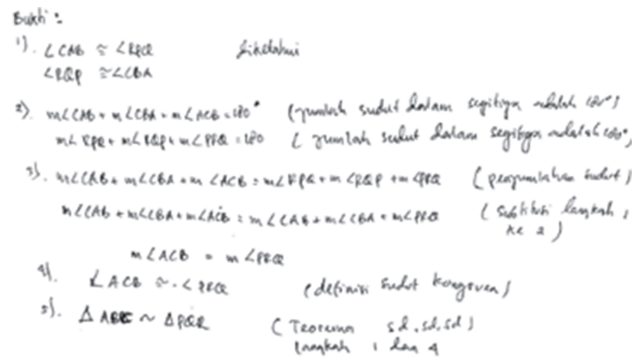 Bukti :
1). ∠CAB ≅ ∠RPQ diketahui
∠RQP ≅ ∠CBA
2). m∠CAB + m∠CBA + m∠ACB = 180° (jumlah sudut dalam segitiga adalah 180°)
m∠RPQ + m∠RQP + m∠PRQ = 180 (jumlah sudut dalam segitiga adalah 180°)
3). m∠CAB + m∠CBA + m∠ACB = m∠RPQ + m∠RQP + m∠PRQ (penjumlahan sudut)
m∠CAB + m∠CBA + m∠ACB = m∠CAB + m∠CBA + m∠PRQ (substitusi langkah 1
ke 2)
m∠ACB = m∠PRQ
4). ∠ACB ≅ ∠PRQ (definisi sudut kongruen)
5). △ABC ~ △PQR (Teorema sd, sd, sd)
langkah 1 dan 4